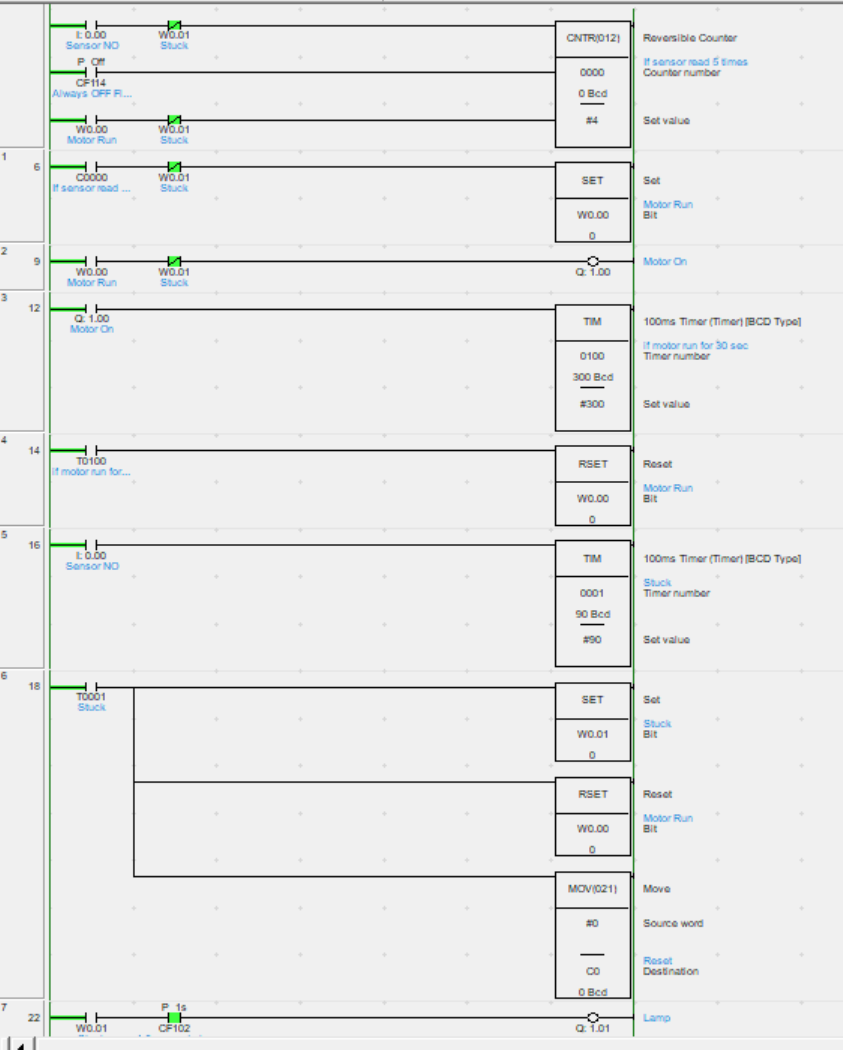 I: 0.00
Sensor NO
W0.01
Stuck
CNTR(012)
Reversible Counter
P_Off
CF114
Always OFF Fl...
0000
0 Bcd
If sensor read 5 times
Counter number
W0.00
Motor Run
W0.01
Stuck
#4
Set value
1
6
C0000
If sensor read ...
W0.01
Stuck
SET
Set
W0.00
0
Motor Run
Bit
2
9
W0.00
Motor Run
W0.01
Stuck
Q: 1.00
Motor On
3
12
Q: 1.00
Motor On
TIM
100ms Timer (Timer) [BCD Type]
0100
300 Bcd
If motor run for 30 sec
Timer number
#300
Set value
4
14
T0100
If motor run for...
RSET
Reset
W0.00
0
Motor Run
Bit
5
16
I: 0.00
Sensor NO
TIM
100ms Timer (Timer) [BCD Type]
0001
90 Bcd
Stuck
Timer number
#90
Set value
6
18
T0001
Stuck
SET
Set
W0.01
0
Stuck
Bit
RSET
Reset
W0.00
0
Motor Run
Bit
MOV(021)
Move
#0
Source word
C0
0 Bcd
Reset
Destination
7
22
W0.01
P_1s
CF102
Q: 1.01
Lamp